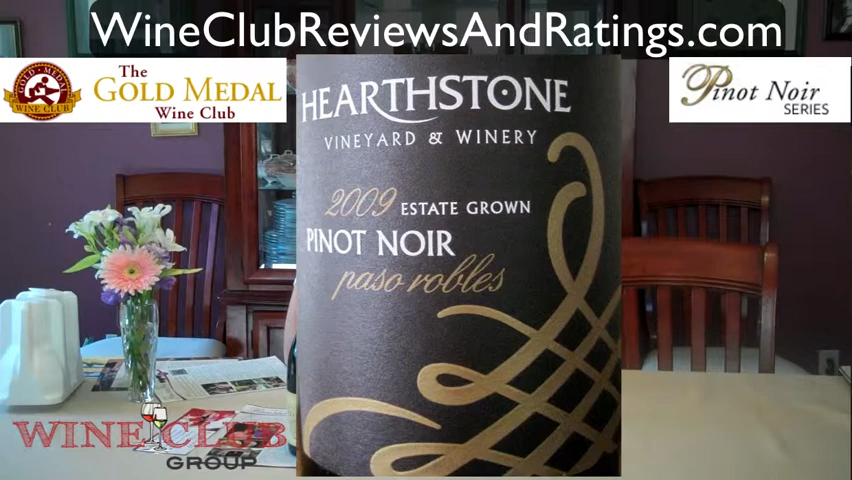 WineClubReviewsAndRatings.com
The
GOLD MEDAL
Wine Club
GOLD • MEDAL
WINE CLUB
Pinot Noir
SERIES
HEARTHSTONE
VINEYARD & WINERY
2009 ESTATE GROWN
PINOT NOIR
paso robles
WINE CLUB
GROUP